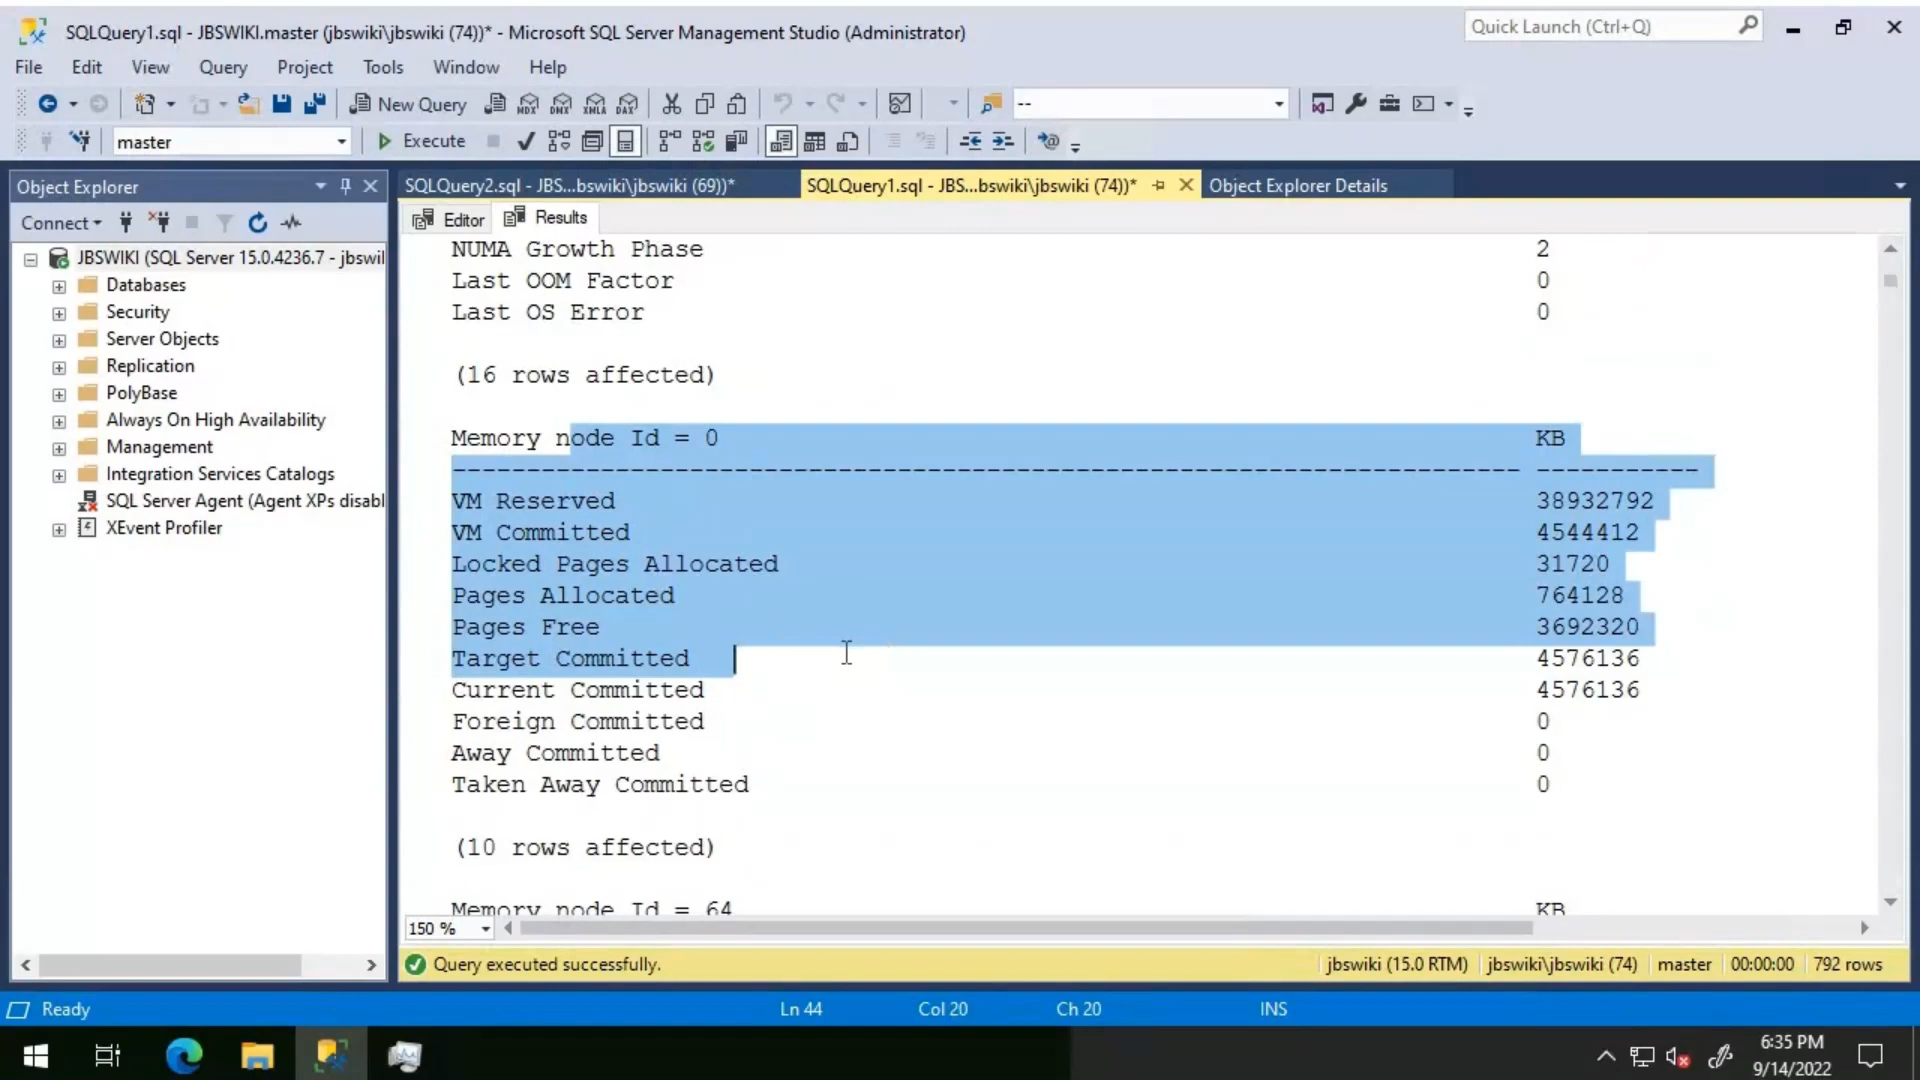 SQLQuery1.sql - JBSWIKI.master (jbswiki\jbswiki (74))* - Microsoft SQL Server Management Studio (Administrator)
Quick Launch (Ctrl+Q)
File Edit View Query Project Tools Window Help
New Query MDX DMX XMLA DAX --
master Execute
Object Explorer
SQLQuery2.sql - JBS...bswiki\jbswiki (69))*
SQLQuery1.sql - JBS...bswiki\jbswiki (74))*
Object Explorer Details
Connect
Editor Results
JBSWIKI (SQL Server 15.0.4236.7 - jbswil
Databases
Security
Server Objects
Replication
PolyBase
Always On High Availability
Management
Integration Services Catalogs
SQL Server Agent (Agent XPs disabl
XEvent Profiler
NUMA Growth Phase 2
Last OOM Factor 0
Last OS Error 0
(16 rows affected)
Memory node Id = 0 KB
------------------------------------------------------------------------ -----------
VM Reserved 38932792
VM Committed 4544412
Locked Pages Allocated 31720
Pages Allocated 764128
Pages Free 3692320
Target Committed 4576136
Current Committed 4576136
Foreign Committed 0
Away Committed 0
Taken Away Committed 0
(10 rows affected)
Memory node Id = 64 KB
150 %
Query executed successfully.
jbswiki (15.0 RTM) jbswiki\jbswiki (74) master 00:00:00 792 rows
Ready Ln 44 Col 20 Ch 20 INS
6:35 PM
9/14/2022